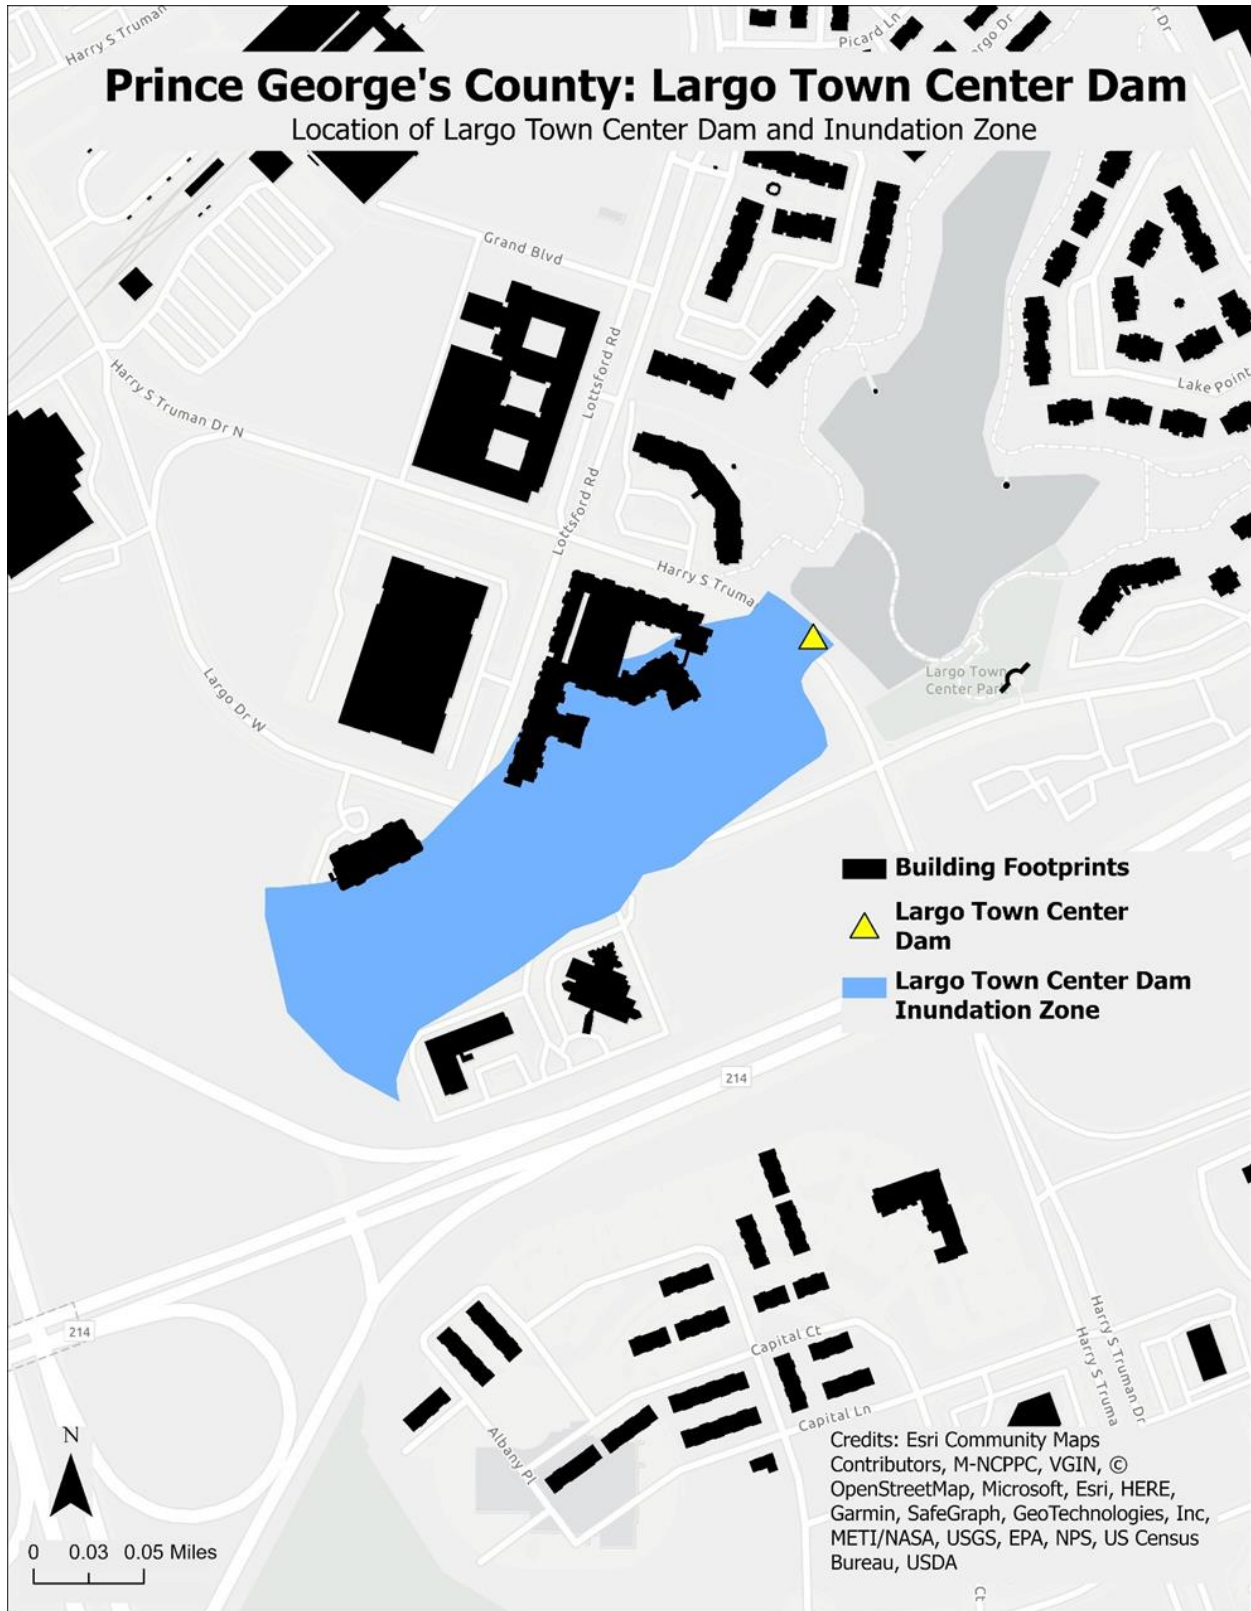 Harry S Truman
Picard Ln
argo Dr
r Dr
Prince George's County: Largo Town Center Dam
Location of Largo Town Center Dam and Inundation Zone
Grand Blvd
Lottsford Rd
Harry S Truman Dr N
Lake Point
Lottsford Rd
Harry S Truma
Largo Town
Center Par
Largo Dr W
Building Footprints
Largo Town Center
Dam
Largo Town Center Dam
Inundation Zone
214
214
Harry S Truman Dr
Harry S Truma
Capital Ct
Capital Ln
Albany Pl
N
0 0.03 0.05 Miles
Credits: Esri Community Maps
Contributors, M-NCPPC, VGIN, ©
OpenStreetMap, Microsoft, Esri, HERE,
Garmin, SafeGraph, GeoTechnologies, Inc,
METI/NASA, USGS, EPA, NPS, US Census
Bureau, USDA
Ct